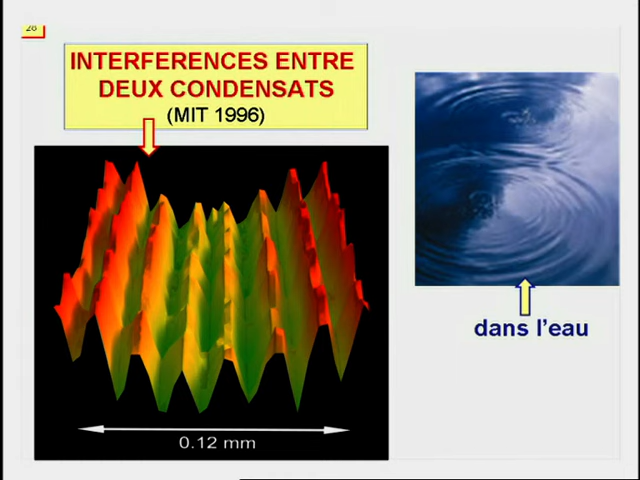 28
INTERFERENCES ENTRE
DEUX CONDENSATS
(MIT 1996)
dans l'eau
0.12 mm